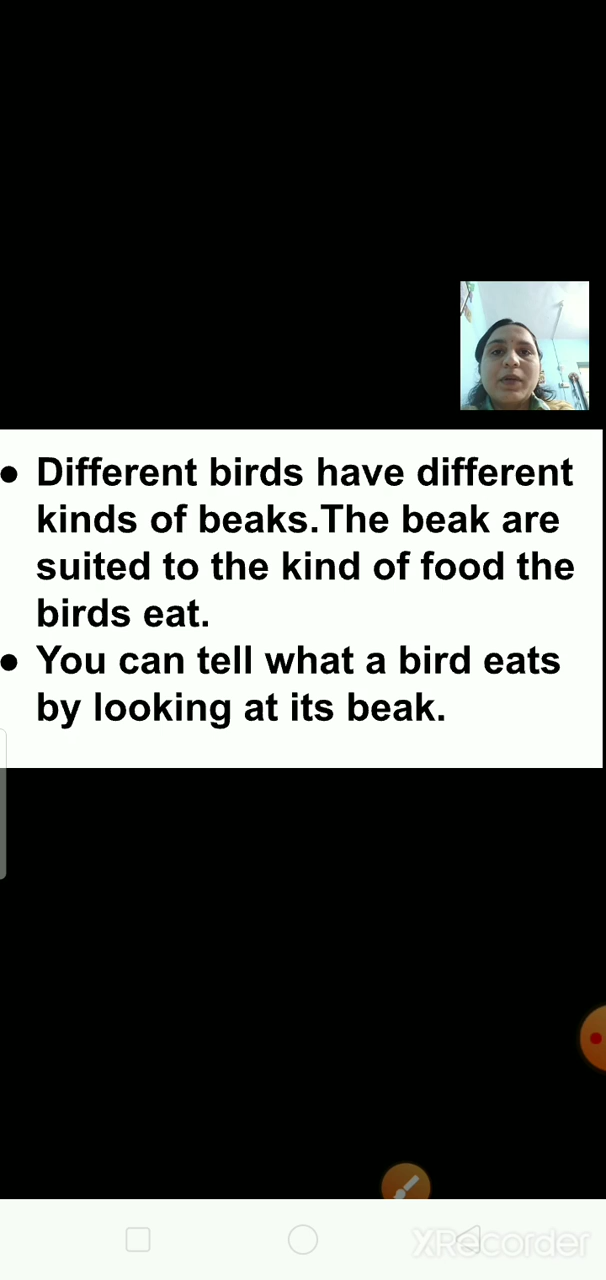 ● Different birds have different
kinds of beaks.The beak are
suited to the kind of food the
birds eat.
● You can tell what a bird eats
by looking at its beak.
XRecorder